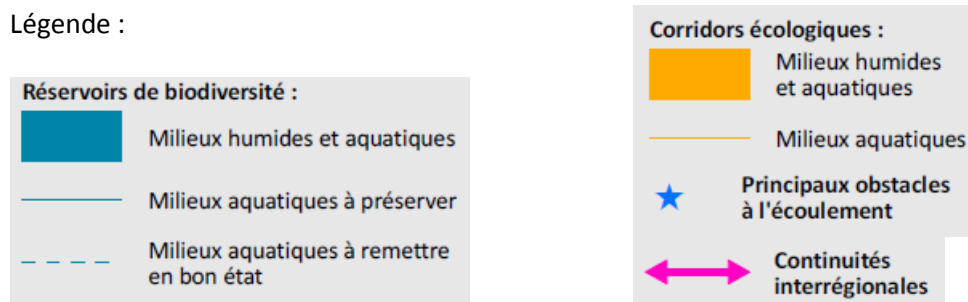 Légende :
Réservoirs de biodiversité :
Milieux humides et aquatiques
Milieux aquatiques à préserver
Milieux aquatiques à remettre
en bon état
Corridors écologiques :
Milieux humides
et aquatiques
Milieux aquatiques
Principaux obstacles
à l'écoulement
Continuités
interrégionales